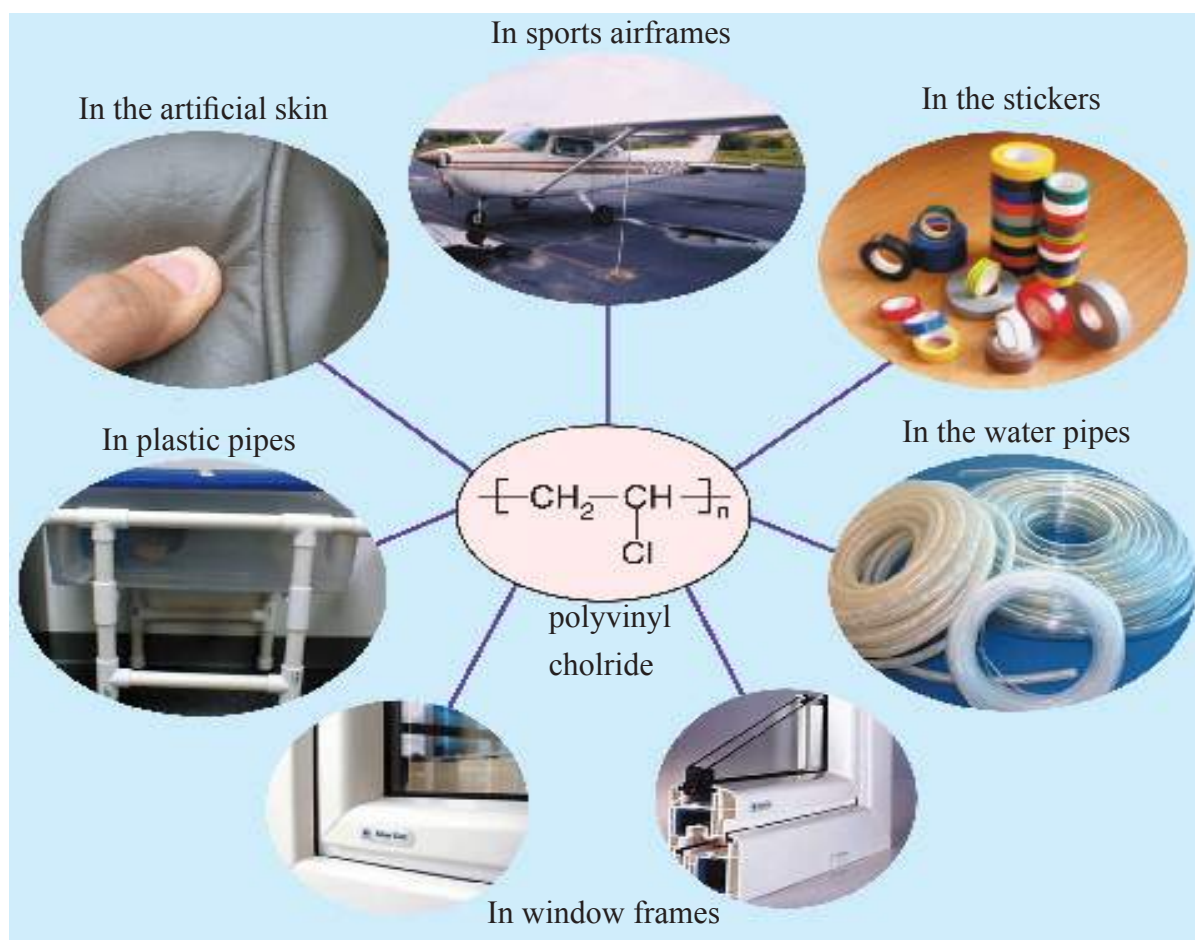 In sports airframes
In the artificial skin
In the stickers
In plastic pipes
In the water pipes
[ CH₂ CH ]n
Cl
polyvinyl
cholride
In window frames